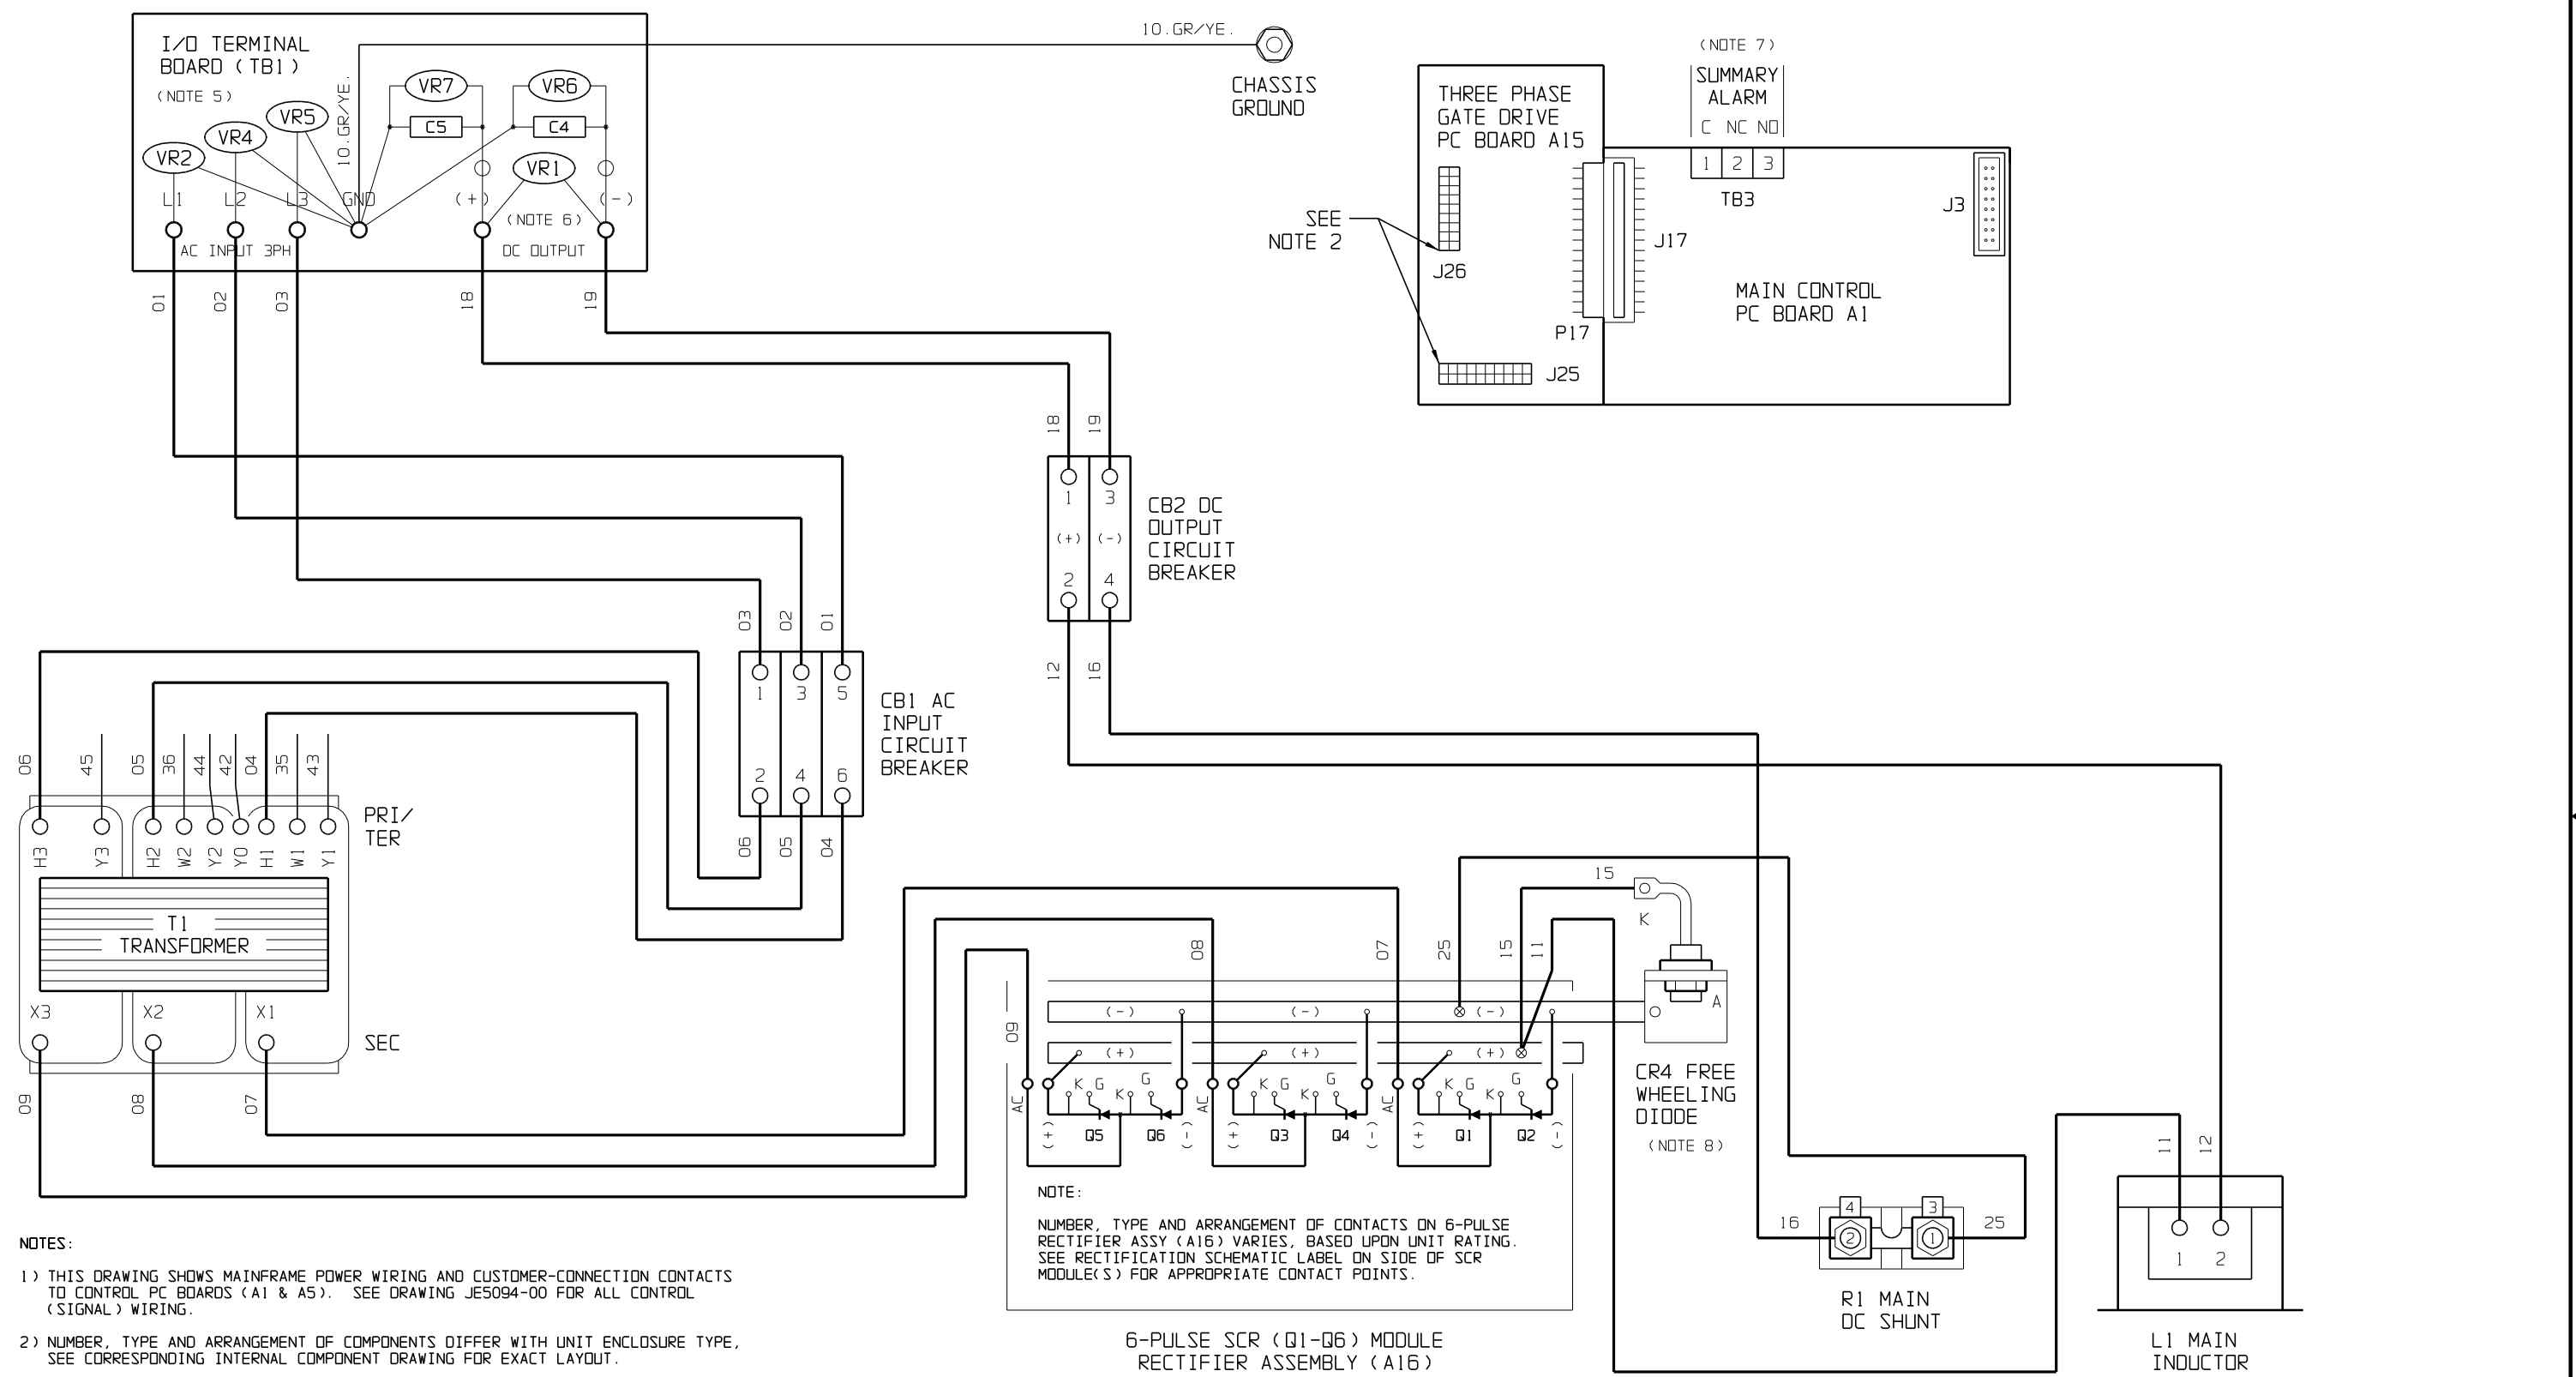 I/O TERMINAL
BOARD (TB1)
(NOTE 5)
VR2
VR4
VR5
VR7
C5
VR6
C4
VR1
10.GR/YE.
L1
L2
L3
GND
(+)
(-)
(NOTE 6)
AC INPUT 3PH
DC OUTPUT
01
02
03
18
19
10.GR/YE.
CHASSIS
GROUND
THREE PHASE
GATE DRIVE
PC BOARD A15
SEE
NOTE 2
J26
J25
P17
J17
(NOTE 7)
SUMMARY
ALARM
C NC NO
1 2 3
TB3
J3
MAIN CONTROL
PC BOARD A1
18
19
1
3
(+)
(-)
2
4
CB2 DC
OUTPUT
CIRCUIT
BREAKER
12
16
03
02
01
1
3
5
2
4
6
CB1 AC
INPUT
CIRCUIT
BREAKER
06
05
04
06
45
05
36
44
42
04
35
43
PRI/
TER
H3
Y3
H2
W2
Y2
Y0
H1
W1
Y1
T1
TRANSFORMER
X3
X2
X1
SEC
09
08
07
08
07
25
15
11
15
K
A
CR4 FREE
WHEELING
DIODE
(NOTE 8)
09
(-)
(-)
(-)
(+)
(+)
(+)
AC
K
G
K
G
(+)
Q5
Q6
(-)
AC
K
G
K
G
(+)
Q3
Q4
(-)
AC
K
G
K
G
(+)
Q1
Q2
(-)
NOTE:
NUMBER, TYPE AND ARRANGEMENT OF CONTACTS ON 6-PULSE
RECTIFIER ASSY (A16) VARIES, BASED UPON UNIT RATING.
SEE RECTIFICATION SCHEMATIC LABEL ON SIDE OF SCR
MODULE(S) FOR APPROPRIATE CONTACT POINTS.
6-PULSE SCR (Q1-Q6) MODULE
RECTIFIER ASSEMBLY (A16)
16
4
3
2
1
25
R1 MAIN
DC SHUNT
11
12
1
2
L1 MAIN
INDUCTOR
NOTES:
1) THIS DRAWING SHOWS MAINFRAME POWER WIRING AND CUSTOMER-CONNECTION CONTACTS
TO CONTROL PC BOARDS (A1 & A5). SEE DRAWING JE5094-00 FOR ALL CONTROL
(SIGNAL) WIRING.
2) NUMBER, TYPE AND ARRANGEMENT OF COMPONENTS DIFFER WITH UNIT ENCLOSURE TYPE,
SEE CORRESPONDING INTERNAL COMPONENT DRAWING FOR EXACT LAYOUT.